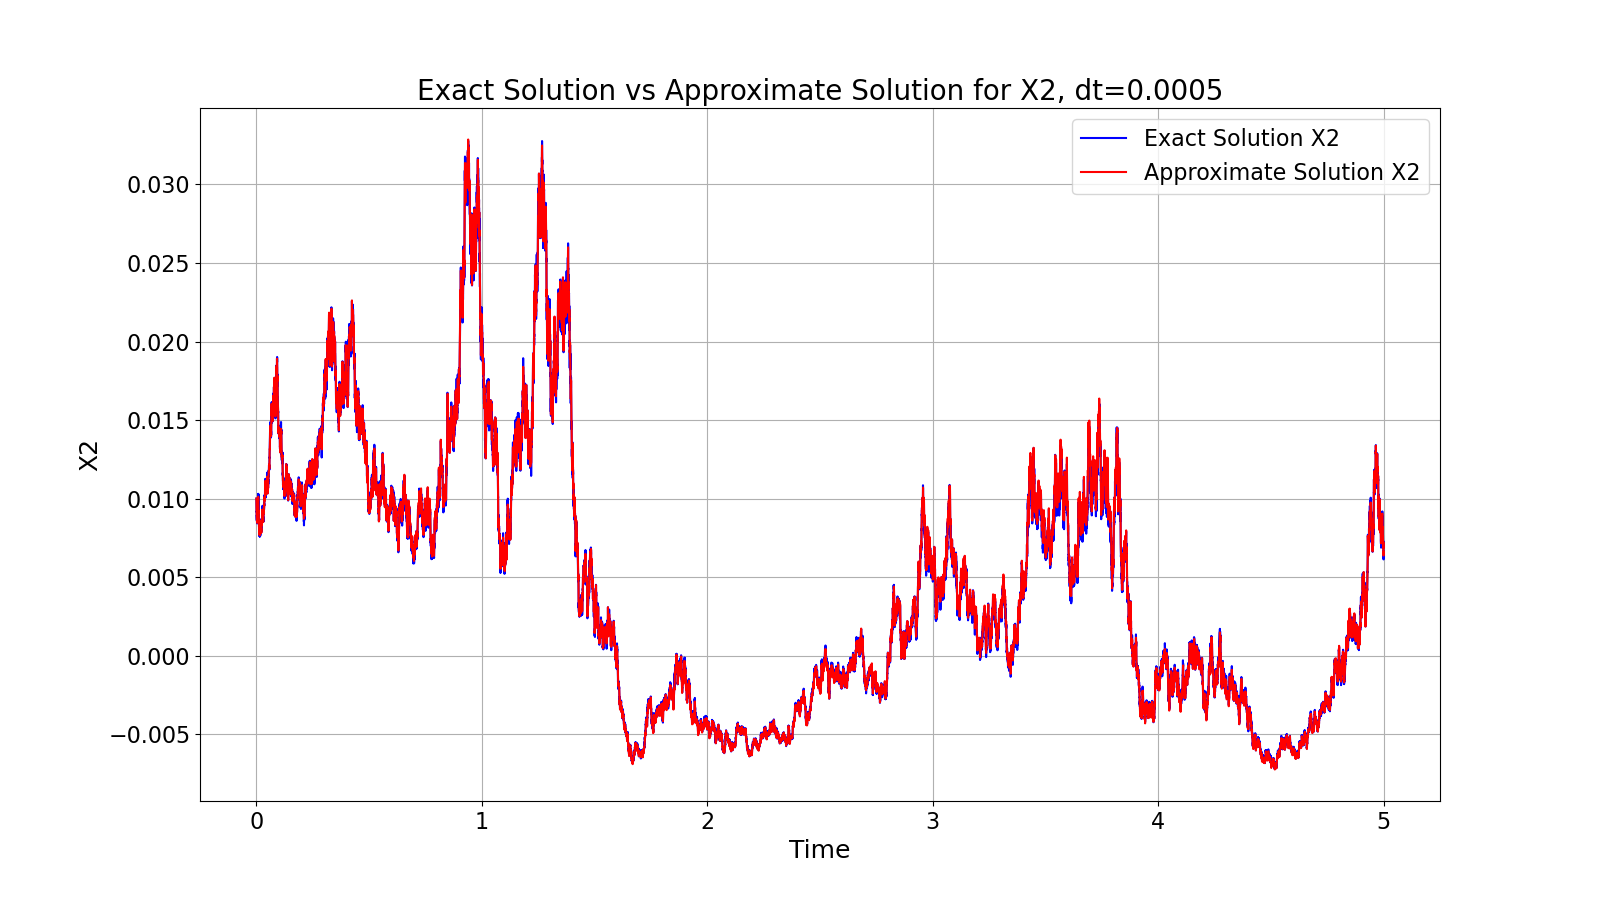 Exact Solution vs Approximate Solution for X2, dt=0.0005
Exact Solution X2
Approximate Solution X2
0.030
0.025
0.020
0.015
0.010
0.005
0.000
−0.005
X2
0 1 2 3 4 5
Time